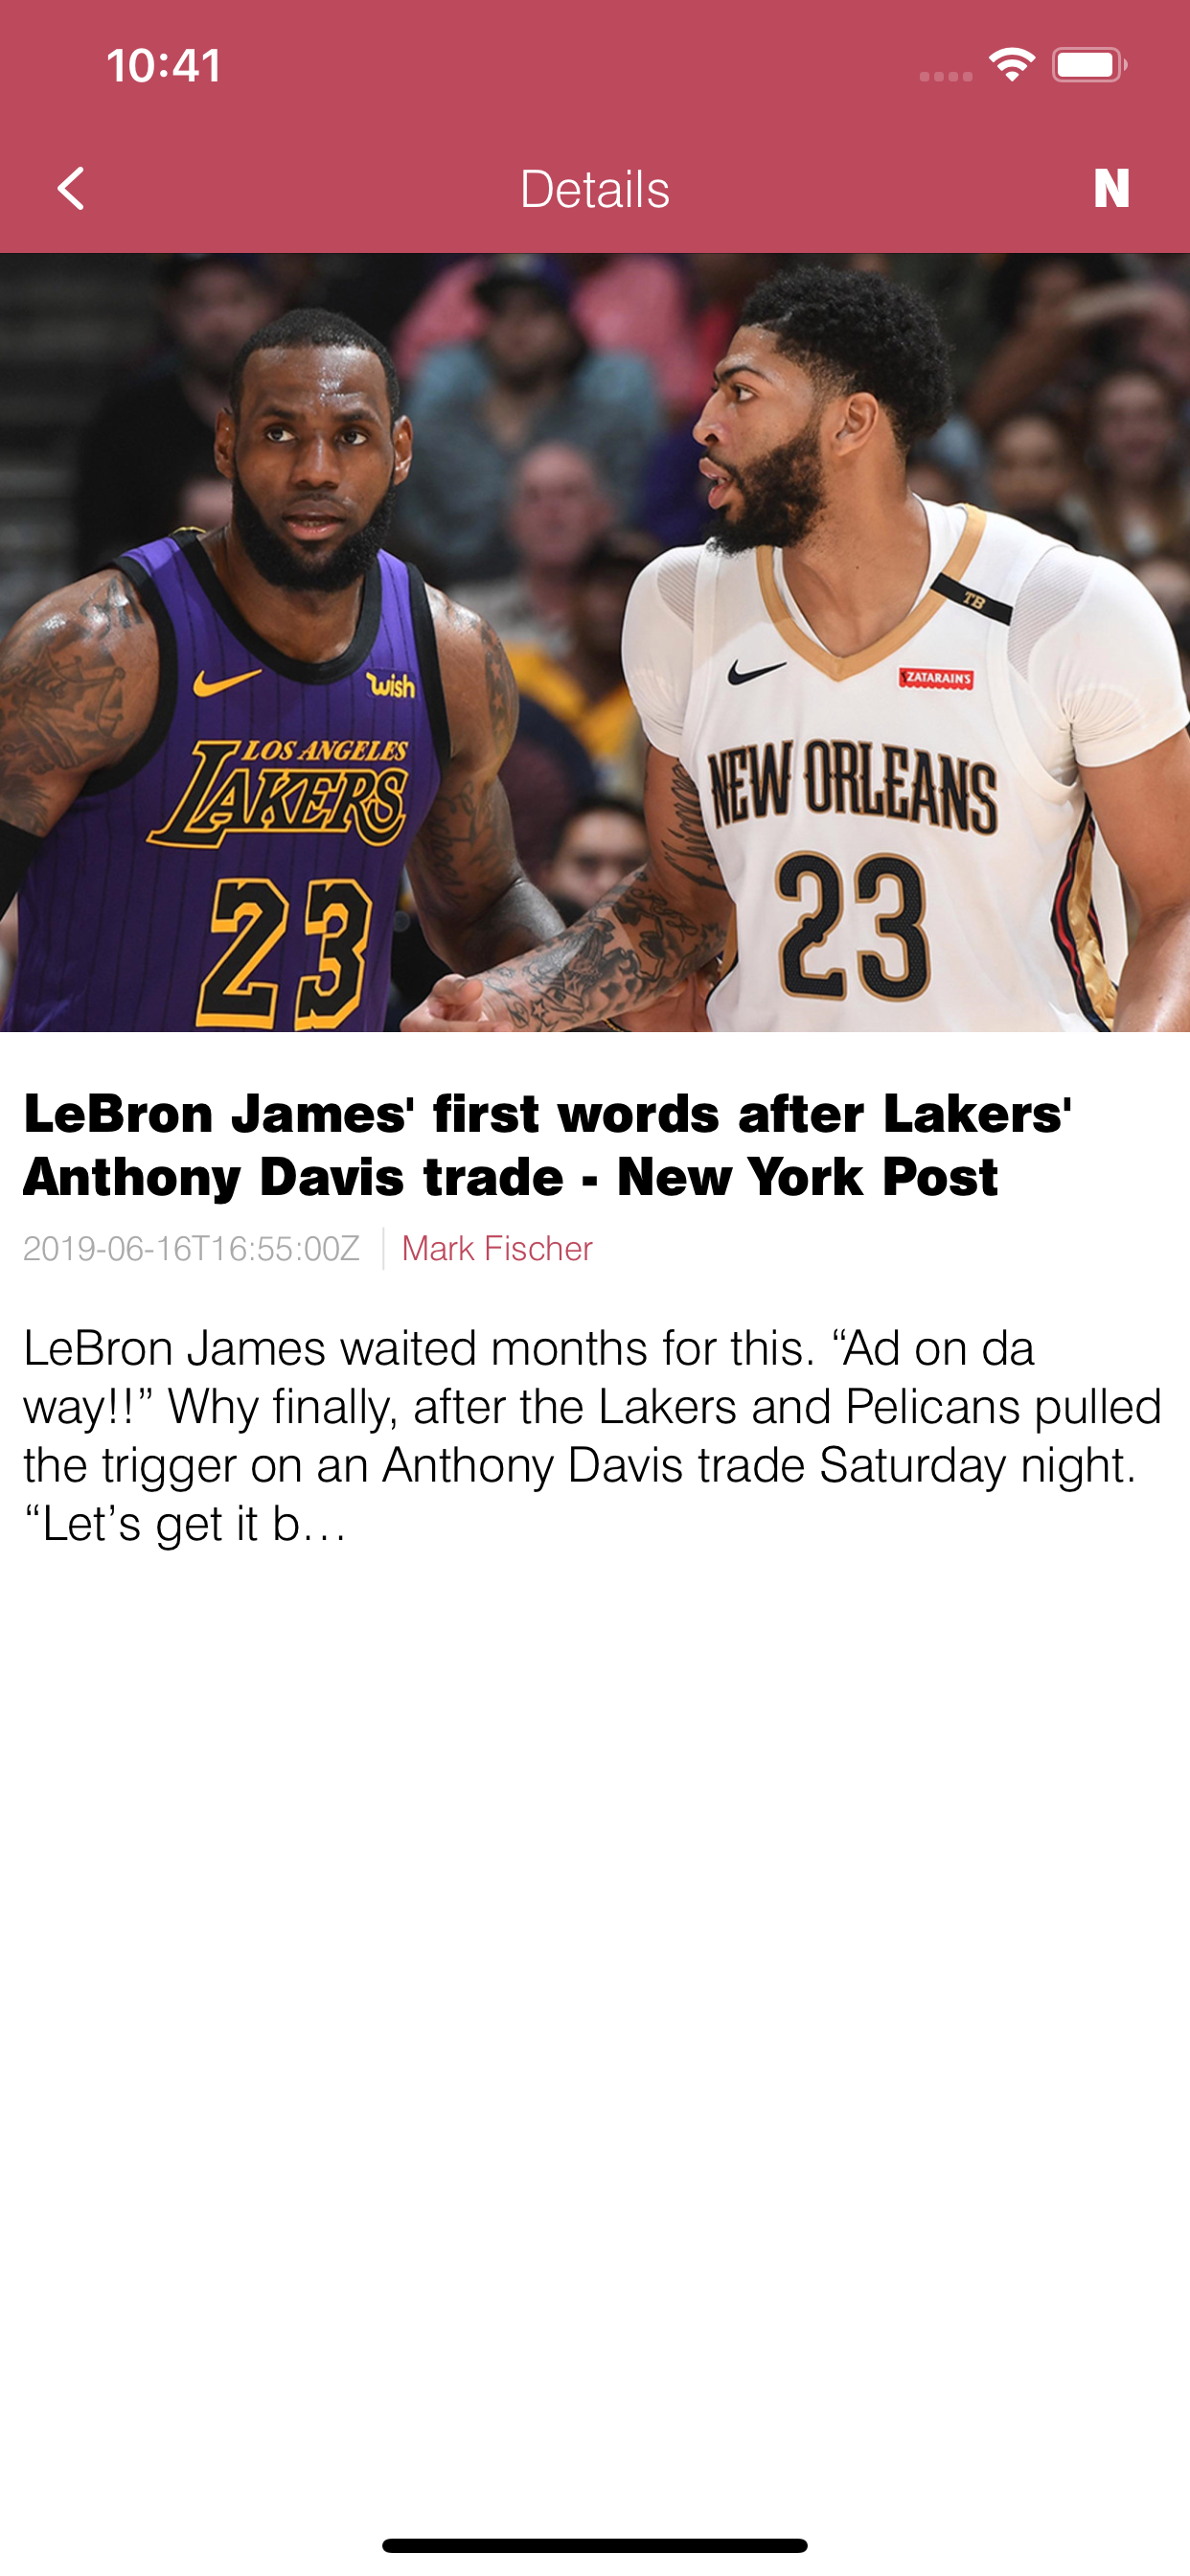 10:41
Details
N
wish
LOS ANGELES
LAKERS
23
TB
ZATARAIN'S
NEW ORLEANS
23
LeBron James' first words after Lakers'
Anthony Davis trade - New York Post
2019-06-16T16:55:00Z
Mark Fischer
LeBron James waited months for this. “Ad on da
way!!” Why finally, after the Lakers and Pelicans pulled
the trigger on an Anthony Davis trade Saturday night.
“Let’s get it b…